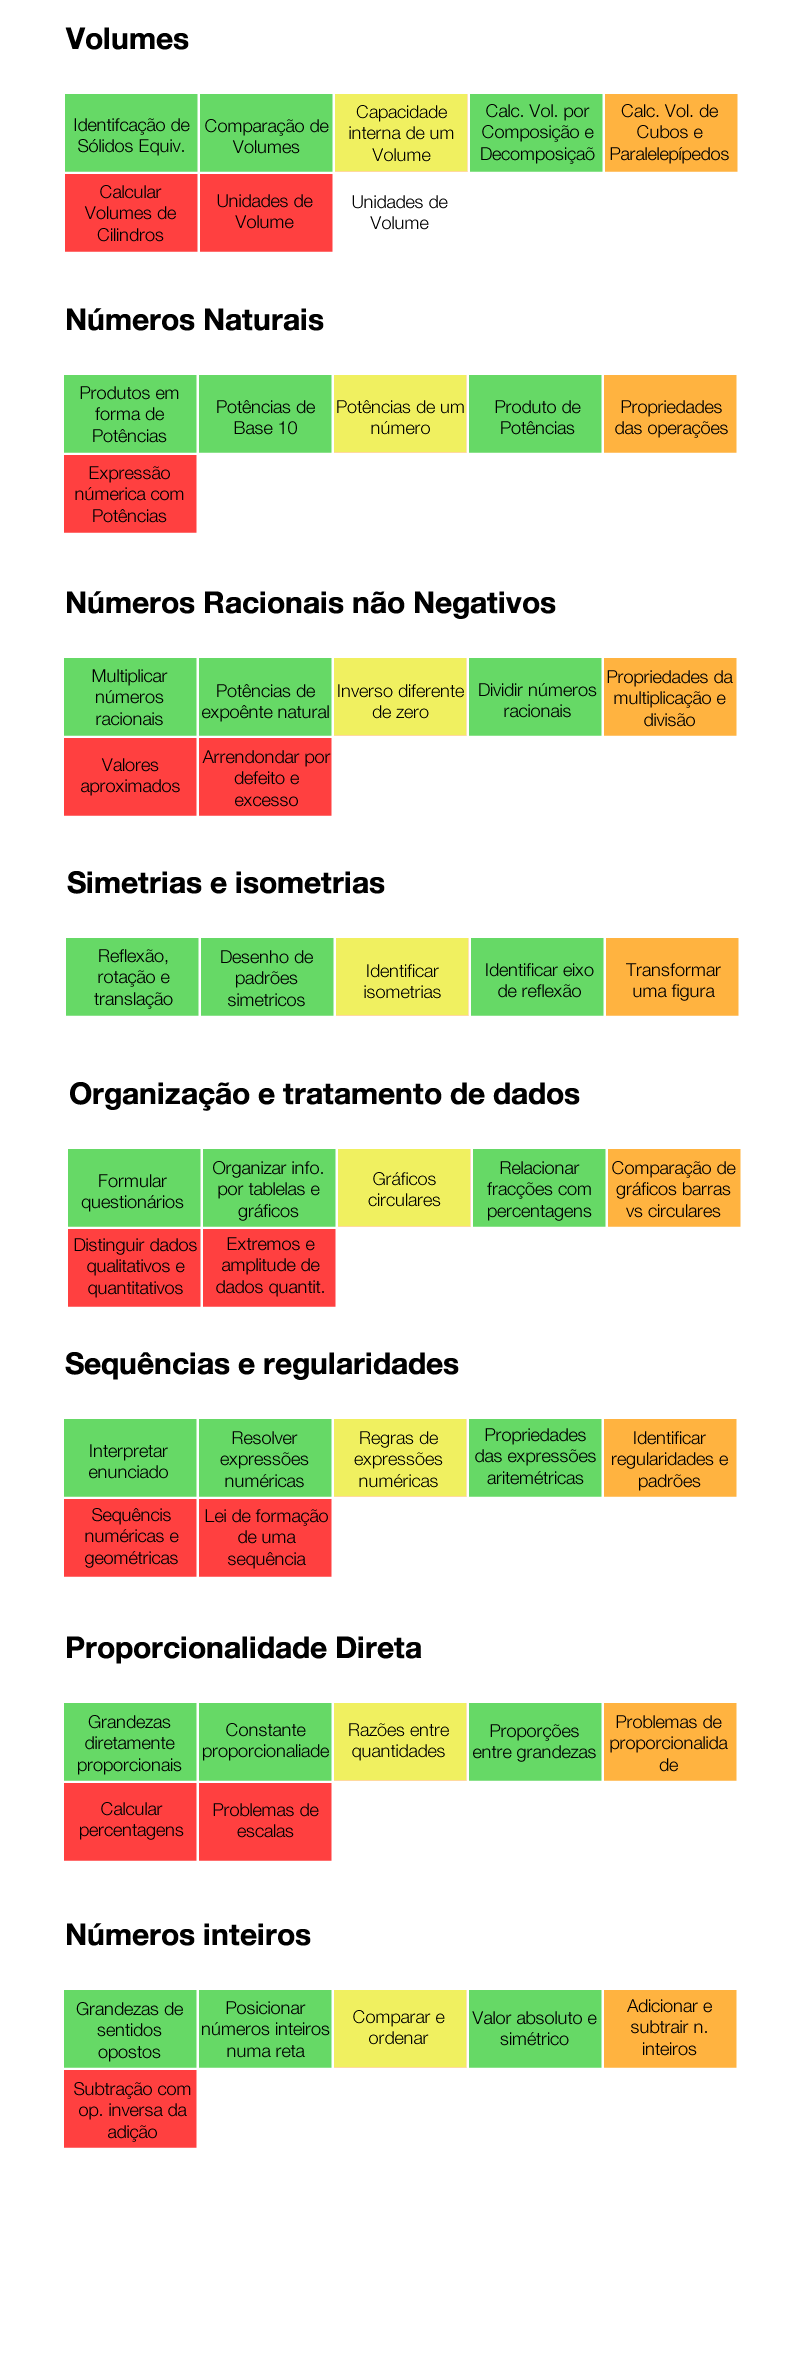 Volumes
Identifcação de
Sólidos Equiv.
Comparação de
Volumes
Capacidade
interna de um
Volume
Calc. Vol. por
Composição e
Decomposiçaõ
Calc. Vol. de
Cubos e
Paralelepípedos
Calcular
Volumes de
Cilindros
Unidades de
Volume
Unidades de
Volume
Números Naturais
Produtos em
forma de
Potências
Potências de
Base 10
Potências de um
número
Produto de
Potências
Propriedades
das operações
Expressão
númerica com
Potências
Números Racionais não Negativos
Multiplicar
números
racionais
Potências de
expoênte natural
Inverso diferente
de zero
Dividir números
racionais
Propriedades da
multiplicação e
divisão
Valores
aproximados
Arrendondar por
defeito e
excesso
Simetrias e isometrias
Reflexão,
rotação e
translação
Desenho de
padrões
simetricos
Identificar
isometrias
Identificar eixo
de reflexão
Transformar
uma figura
Organização e tratamento de dados
Formular
questionários
Organizar info.
por tablelas e
gráficos
Gráficos
circulares
Relacionar
fracções com
percentagens
Comparação de
gráficos barras
vs circulares
Distinguir dados
qualitativos e
quantitativos
Extremos e
amplitude de
dados quantit.
Sequências e regularidades
Interpretar
enunciado
Resolver
expressões
numéricas
Regras de
expressões
numéricas
Propriedades
das expressões
aritemétricas
Identificar
regularidades e
padrões
Sequêncis
numéricas e
geométricas
Lei de formação
de uma
sequência
Proporcionalidade Direta
Grandezas
diretamente
proporcionais
Constante
proporcionaliade
Razões entre
quantidades
Proporções
entre grandezas
Problemas de
proporcionalida
de
Calcular
percentagens
Problemas de
escalas
Números inteiros
Grandezas de
sentidos
opostos
Posicionar
números inteiros
numa reta
Comparar e
ordenar
Valor absoluto e
simétrico
Adicionar e
subtrair n.
inteiros
Subtração com
op. inversa da
adição